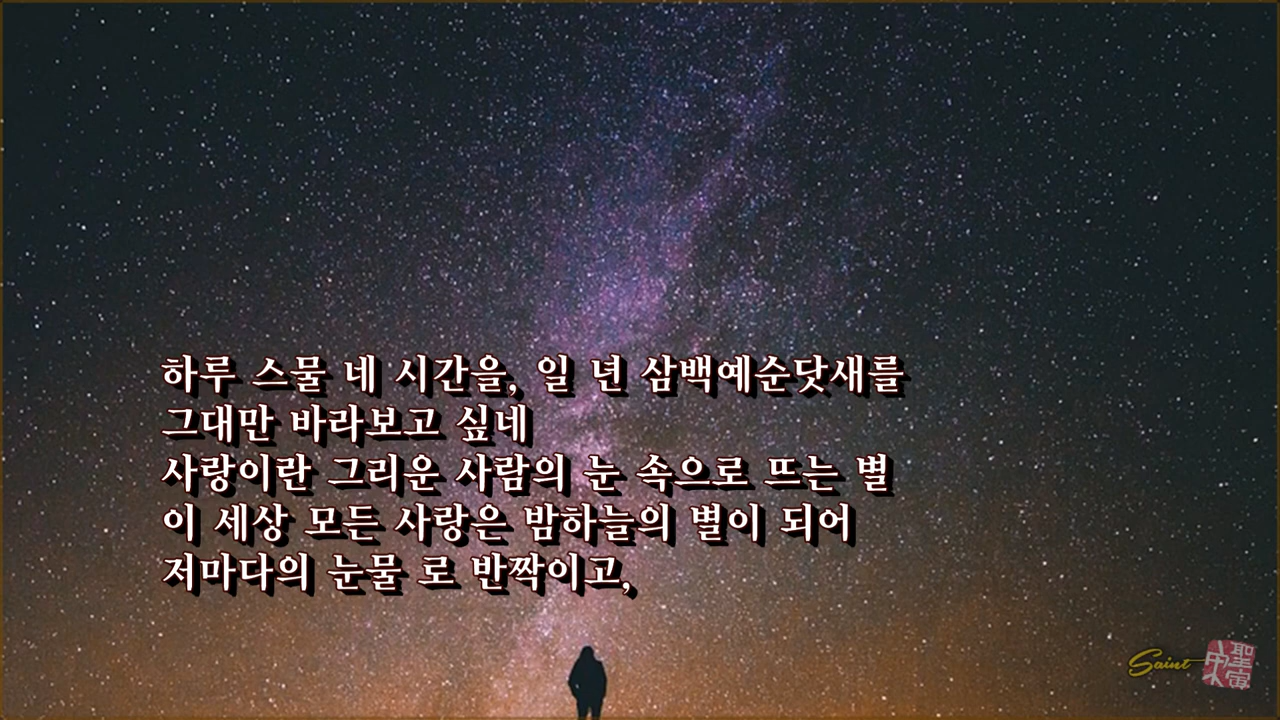 하루 스물 네 시간을, 일 년 삼백예순닷새를
그대만 바라보고 싶네
사랑이란 그리운 사람의 눈 속으로 뜨는 별
이 세상 모든 사랑은 밤하늘의 별이 되어
저마다의 눈물 로 반짝이고,
Saint